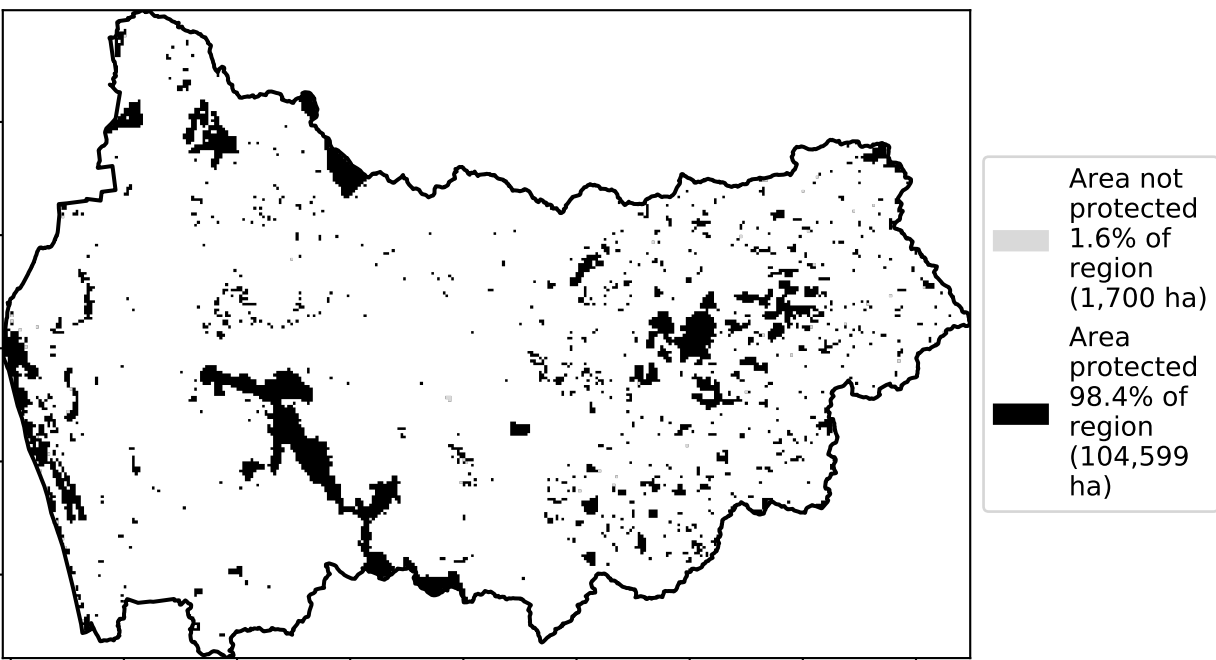 Area not
protected
1.6% of
region
(1,700 ha)
Area
protected
98.4% of
region
(104,599
ha)